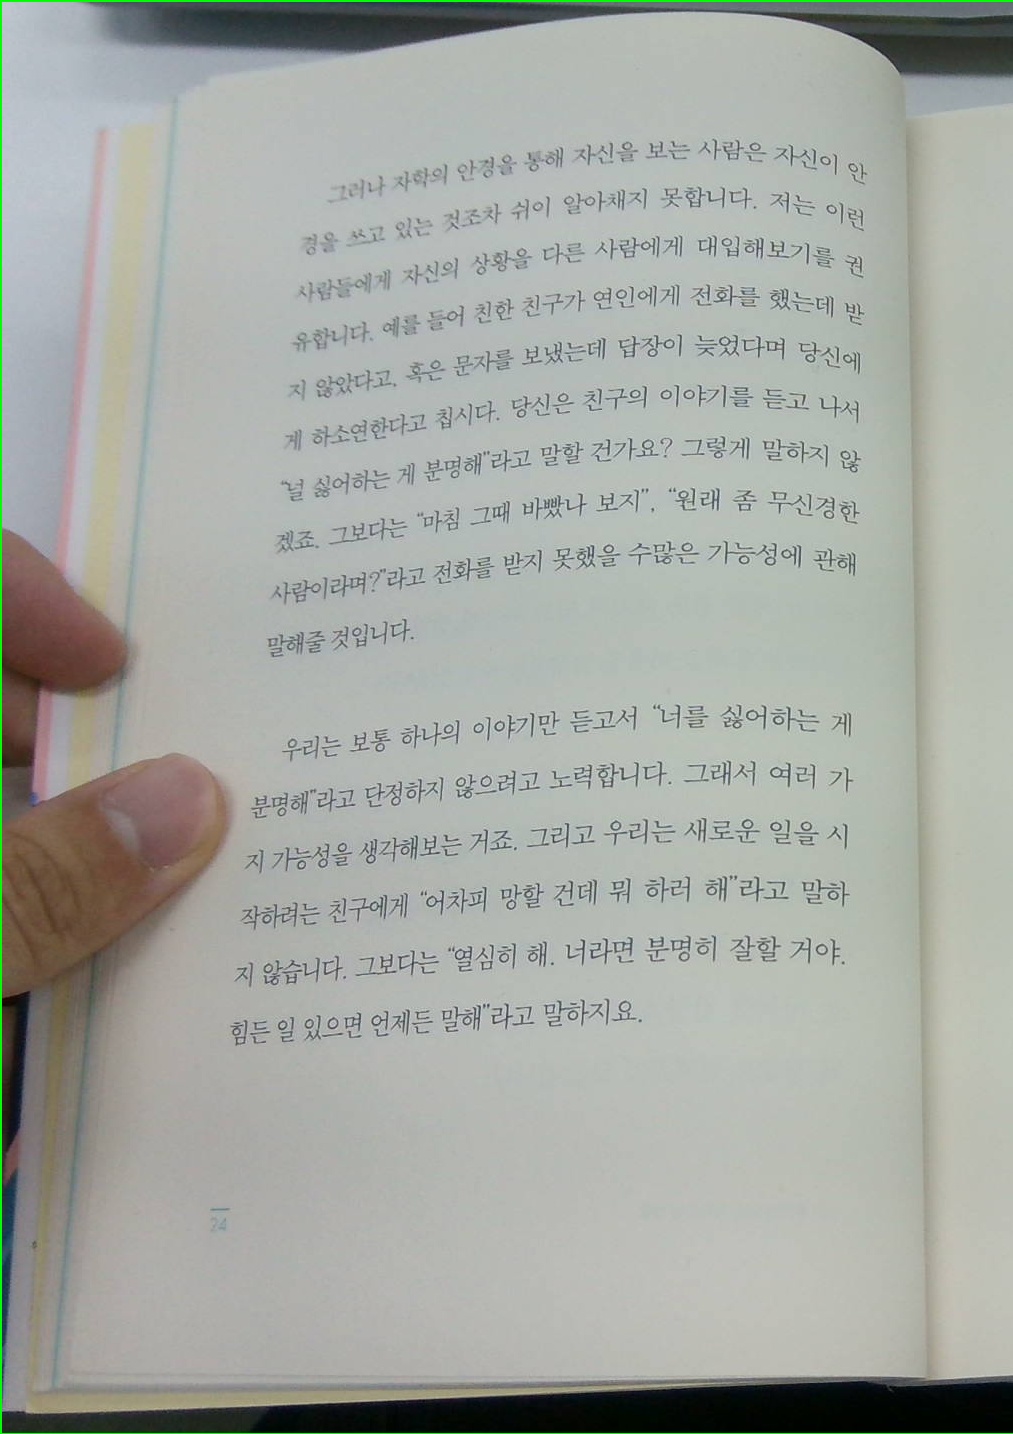 그러나 자학의 안경을 통해 자신을 보는 사람은 자신이 안
경을 쓰고 있는 것조차 쉬이 알아채지 못합니다. 저는 이런
사람들에게 자신의 상황을 다른 사람에게 대입해보기를 권
유합니다. 예를 들어 친한 친구가 연인에게 전화를 했는데 받
지 않았다고, 혹은 문자를 보냈는데 답장이 늦었다며 당신에
게 하소연한다고 칩시다. 당신은 친구의 이야기를 듣고 나서
“널 싫어하는 게 분명해”라고 말할 건가요? 그렇게 말하지 않
겠죠. 그보다는 “마침 그때 바빴나 보지”, “원래 좀 무신경한
사람이라며?”라고 전화를 받지 못했을 수많은 가능성에 관해
말해줄 것입니다.
우리는 보통 하나의 이야기만 듣고서 “너를 싫어하는 게
분명해”라고 단정하지 않으려고 노력합니다. 그래서 여러 가
지 가능성을 생각해보는 거죠. 그리고 우리는 새로운 일을 시
작하려는 친구에게 “어차피 망할 건데 뭐 하러 해”라고 말하
지 않습니다. 그보다는 “열심히 해. 너라면 분명히 잘할 거야.
힘든 일 있으면 언제든 말해”라고 말하지요.
24